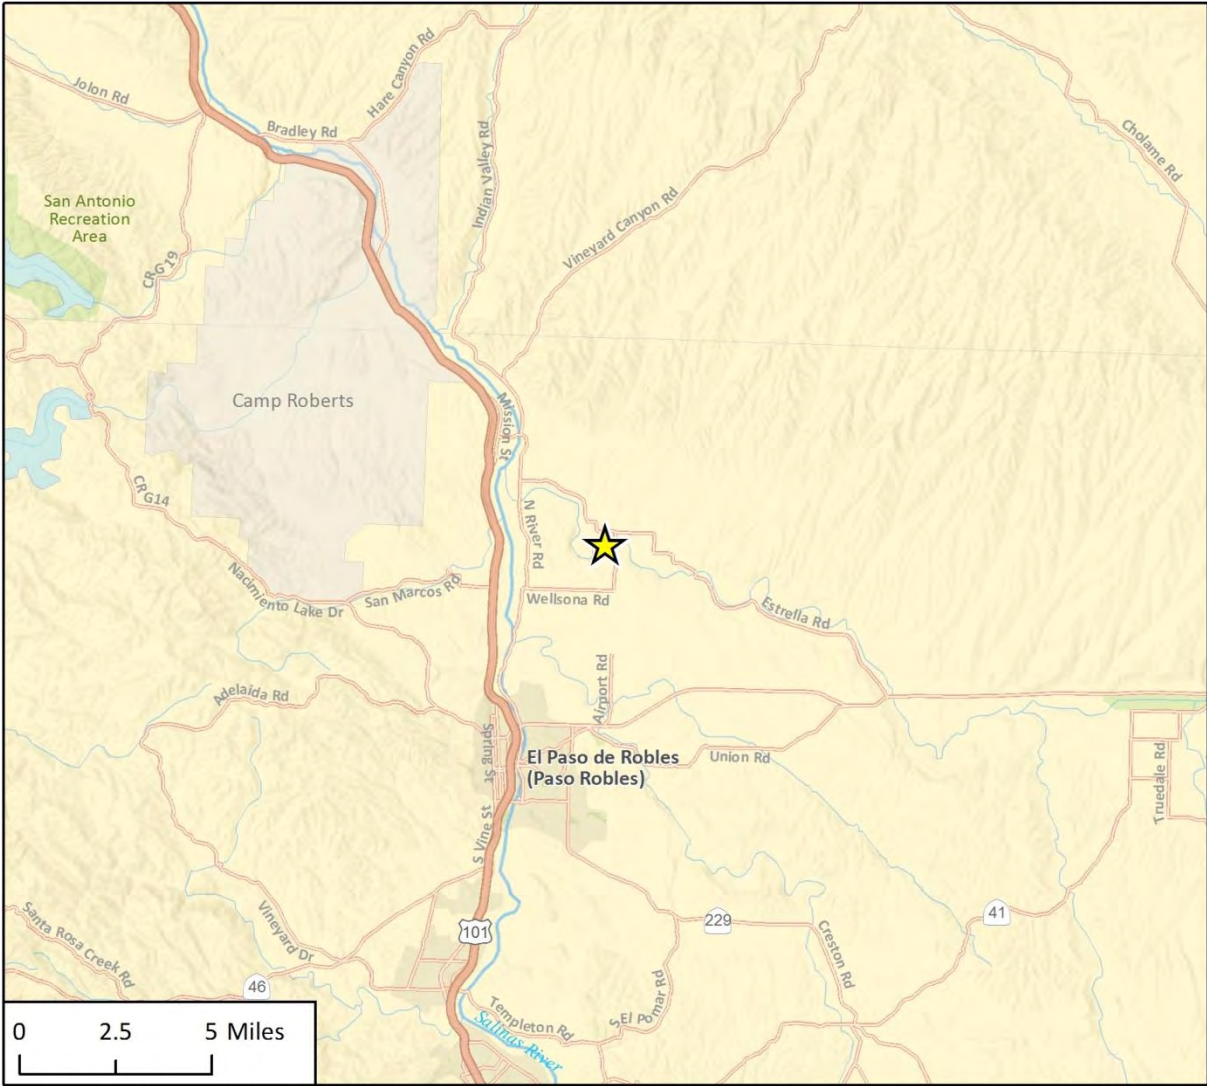 Jolon Rd
Bradley Rd
Hare Canyon Rd
Indian Valley Rd
Cholame Rd
San Antonio
Recreation
Area
Vineyard Canyon Rd
CR G 19
Camp Roberts
Mission St
CR G14
N River Rd
Nacimiento Lake Dr
San Marcos Rd
Wellsona Rd
Estrella Rd
Adelaida Rd
Airport Rd
Spring St
El Paso de Robles
(Paso Robles)
Union Rd
Truedale Rd
S Vine St
Vineyard Dr
Santa Rosa Creek Rd
101
229
41
Creston Rd
46
Templeton Rd
S El Pomar Rd
Salinas River
0 2.5 5 Miles